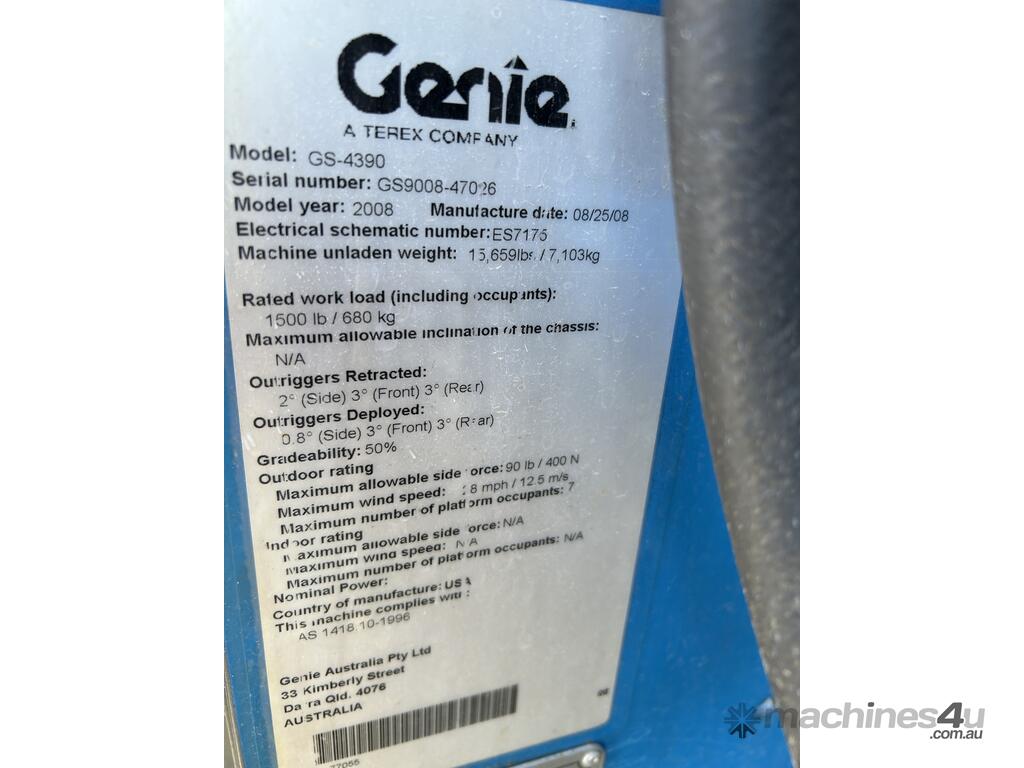 Genie
A TEREX COMPANY
Model: GS-4390
Serial number: GS9008-47026
Model year: 2008 Manufacture date: 08/25/08
Electrical schematic number: ES7175
Machine unladen weight: 15,659lbs / 7,103kg
Rated work load (including occupants):
1500 lb / 680 kg
Maximum allowable inclination of the chassis:
N/A
Outriggers Retracted:
2° (Side) 3° (Front) 3° (Rear)
Outriggers Deployed:
0.8° (Side) 3° (Front) 3° (Rear)
Gradeability: 50%
Outdoor rating
Maximum allowable side force: 90 lb / 400 N
Maximum wind speed: 8 mph / 12.5 m/s
Maximum number of platform occupants: 7
Indoor rating
Maximum allowable side force: N/A
Maximum wind speed: N/A
Maximum number of platform occupants: N/A
Nominal Power:
Country of manufacture: USA
This machine complies with:
AS 1418.10-1996
Genie Australia Pty Ltd
33 Kimberly Street
Darra Qld. 4076
AUSTRALIA
77055
machines4u
.com.au